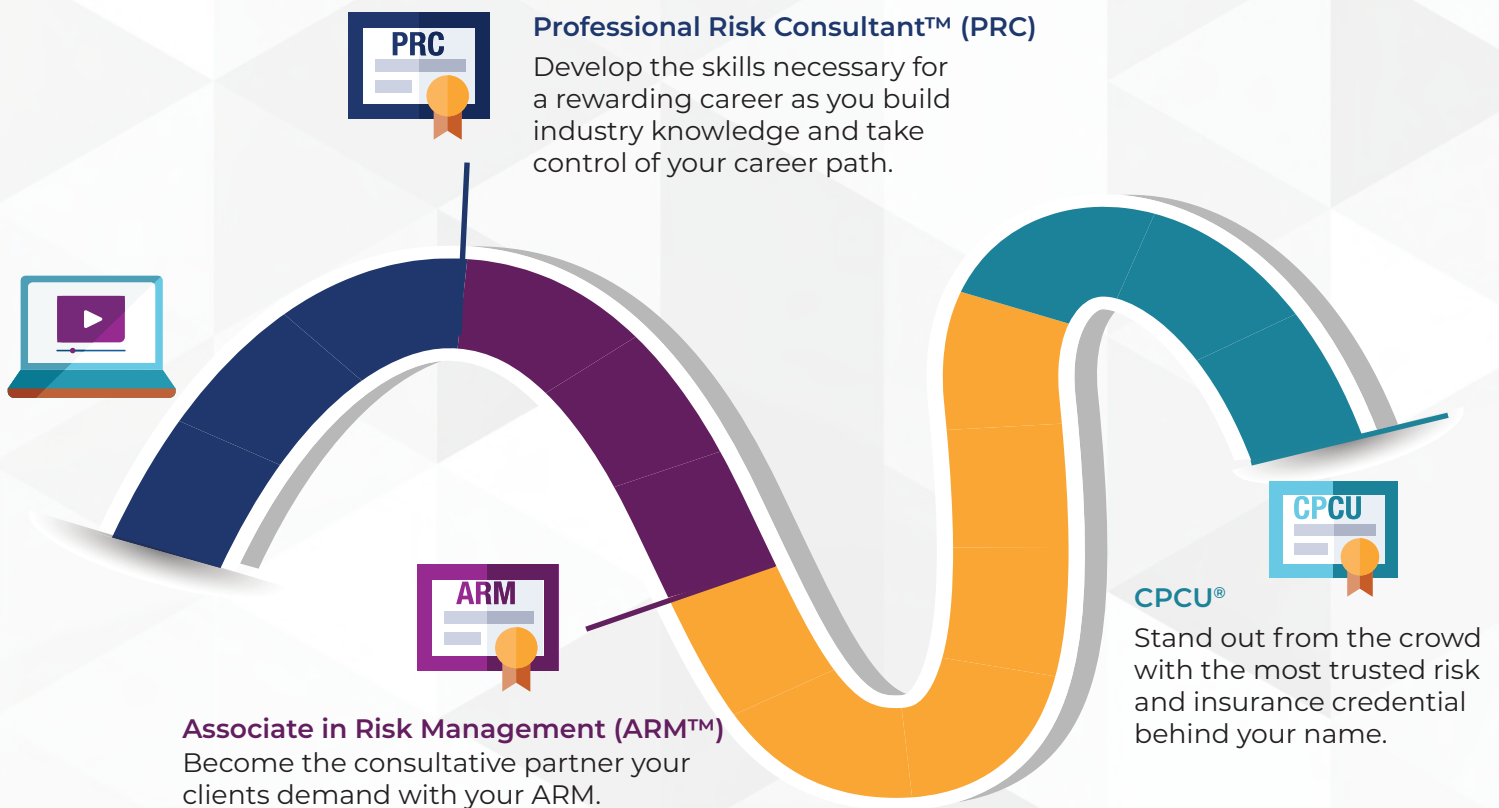 PRC
Professional Risk Consultant™ (PRC)
Develop the skills necessary for
a rewarding career as you build
industry knowledge and take
control of your career path.
ARM
Associate in Risk Management (ARM™)
Become the consultative partner your
clients demand with your ARM.
CPCU
CPCU®
Stand out from the crowd
with the most trusted risk
and insurance credential
behind your name.